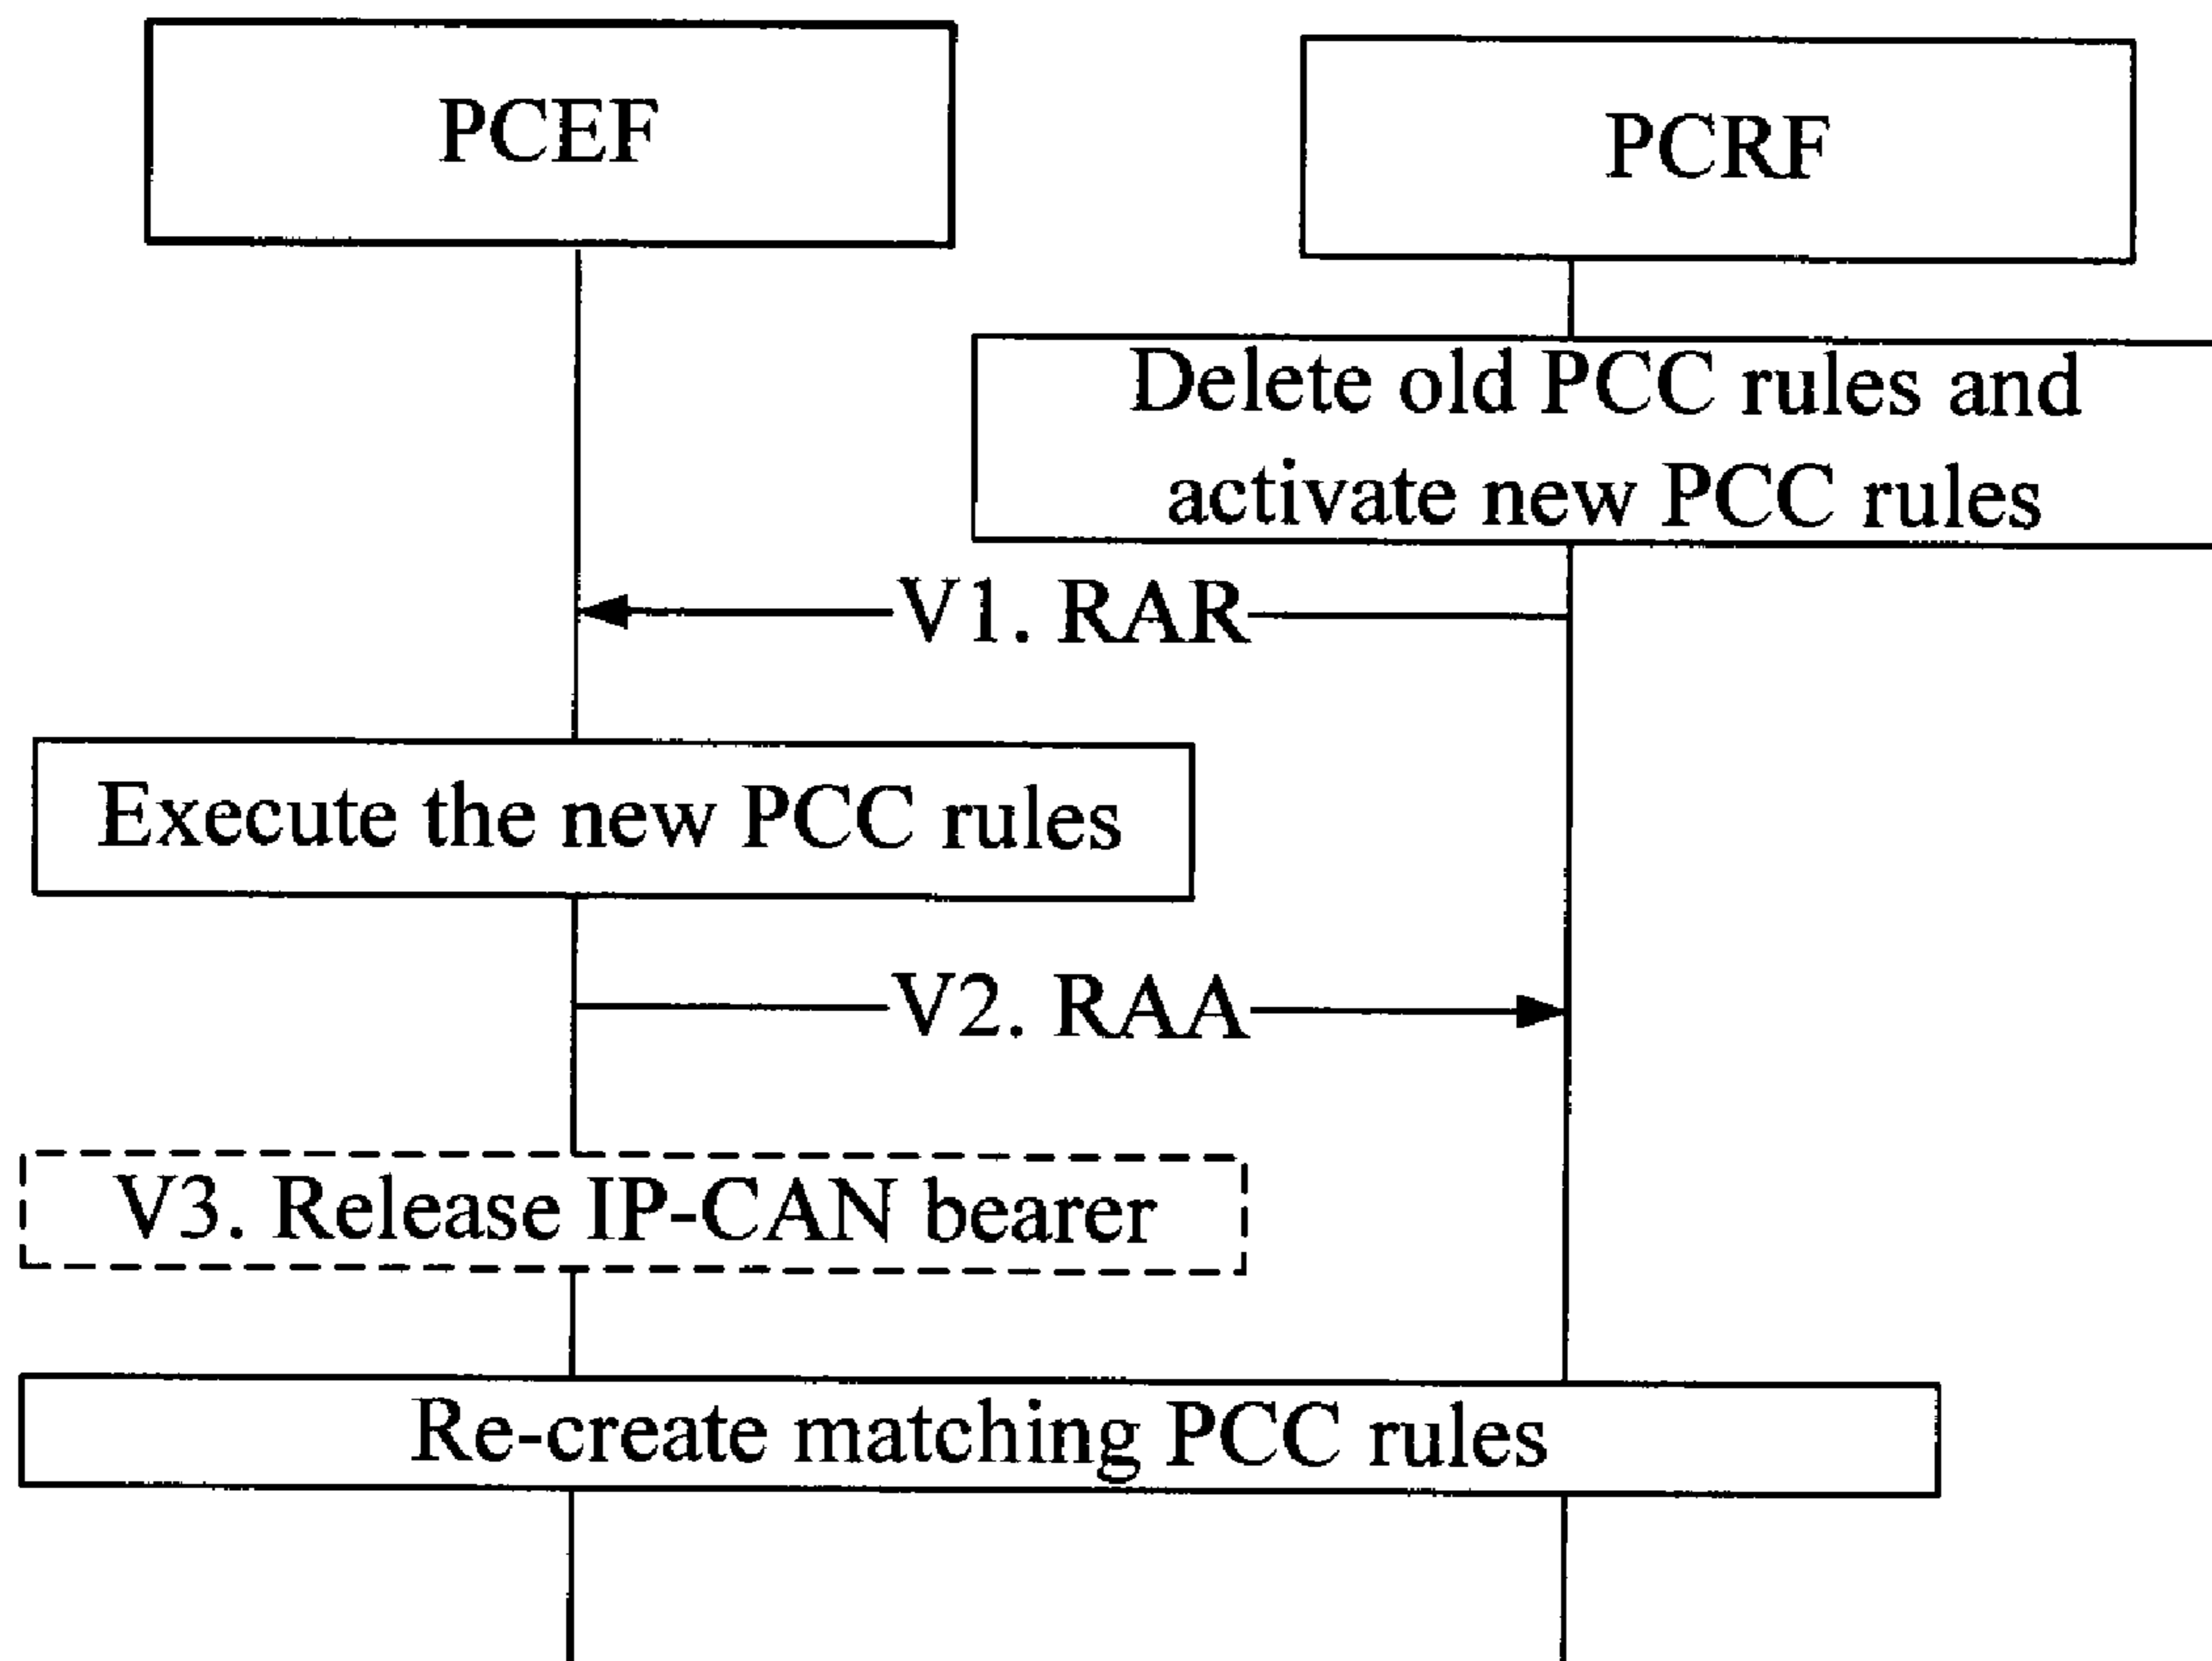 PCEF
PCRF
Delete old PCC rules and
activate new PCC rules
V1. RAR
Execute the new PCC rules
V2. RAA
V3. Release IP-CAN bearer
Re-create matching PCC rules